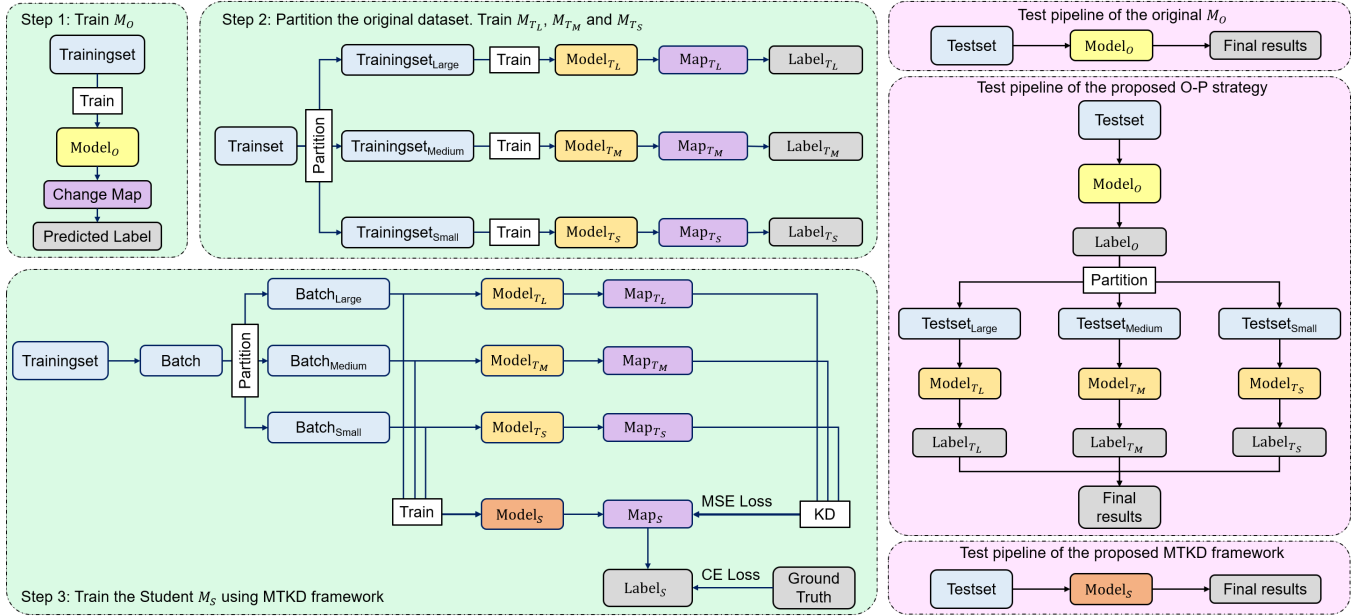 Step 1: Train M_O
Trainingset
Train
Model_O
Change Map
Predicted Label
Step 2: Partition the original dataset. Train M_{T_L}, M_{T_M} and M_{T_S}
Trainset
Partition
Trainingset_Large
Train
Model_{T_L}
Map_{T_L}
Label_{T_L}
Trainingset_Medium
Train
Model_{T_M}
Map_{T_M}
Label_{T_M}
Trainingset_Small
Train
Model_{T_S}
Map_{T_S}
Label_{T_S}
Trainingset
Batch
Partition
Batch_Large
Model_{T_L}
Map_{T_L}
Batch_Medium
Model_{T_M}
Map_{T_M}
Batch_Small
Model_{T_S}
Map_{T_S}
Train
Model_S
Map_S
MSE Loss
KD
Label_S
CE Loss
Ground
Truth
Step 3: Train the Student M_S using MTKD framework
Test pipeline of the original M_O
Testset
Model_O
Final results
Test pipeline of the proposed O-P strategy
Testset
Model_O
Label_O
Partition
Testset_Large
Testset_Medium
Testset_Small
Model_{T_L}
Model_{T_M}
Model_{T_S}
Label_{T_L}
Label_{T_M}
Label_{T_S}
Final
results
Test pipeline of the proposed MTKD framework
Testset
Model_S
Final results